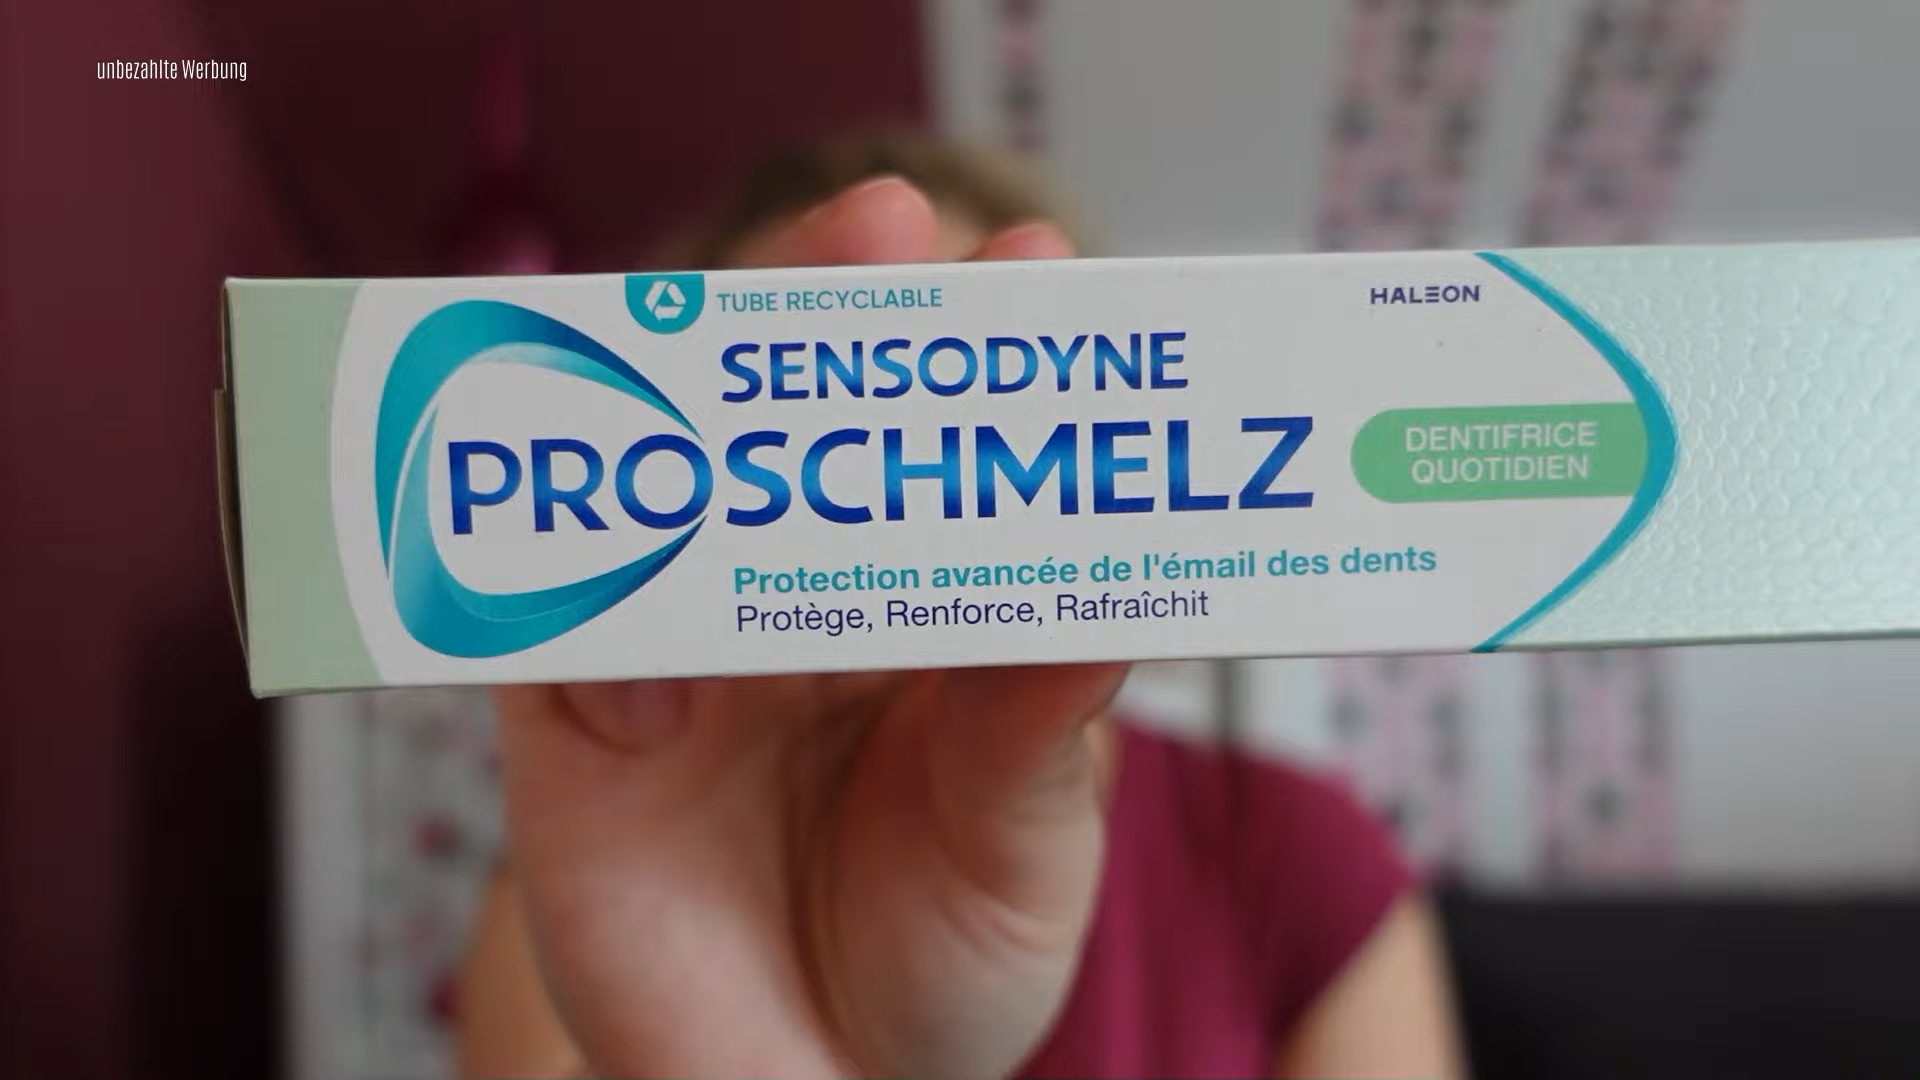 unbezahlte Werbung
TUBE RECYCLABLE
HALEON
SENSODYNE
PROSCHMELZ
DENTIFRICE
QUOTIDIEN
Protection avancée de l'émail des dents
Protège, Renforce, Rafraîchit